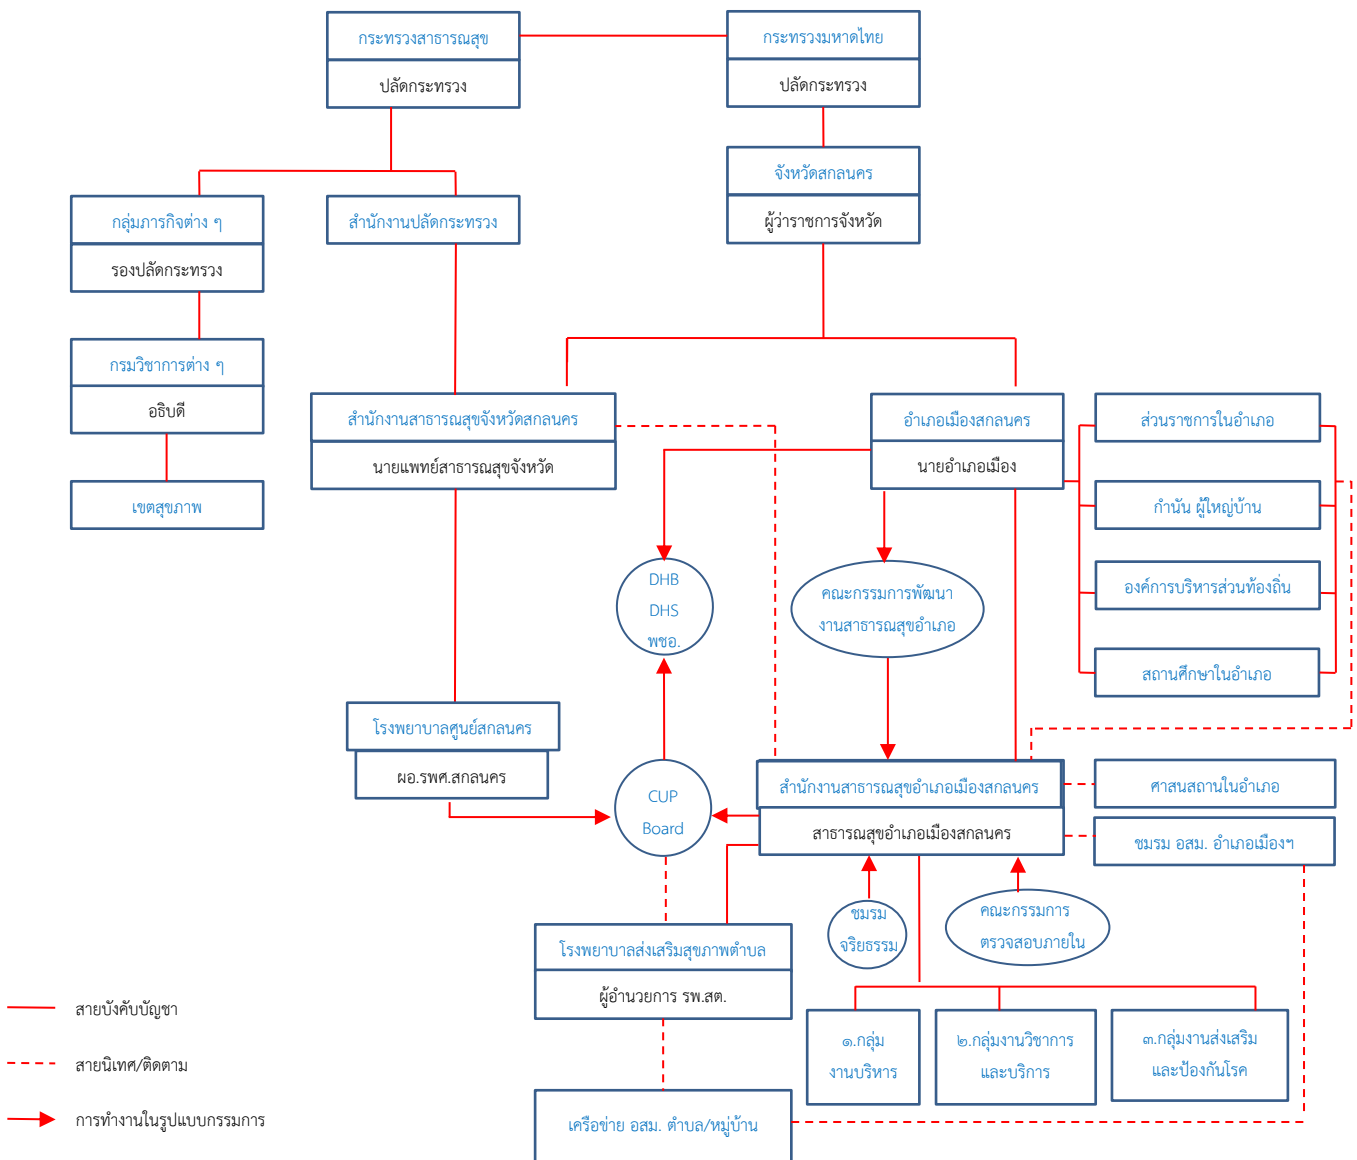 กระทรวงสาธารณสุข
ปลัดกระทรวง
กระทรวงมหาดไทย
ปลัดกระทรวง
จังหวัดสกลนคร
ผู้ว่าราชการจังหวัด
กลุ่มภารกิจต่าง ๆ
รองปลัดกระทรวง
สำนักงานปลัดกระทรวง
กรมวิชาการต่าง ๆ
อธิบดี
เขตสุขภาพ
สำนักงานสาธารณสุขจังหวัดสกลนคร
นายแพทย์สาธารณสุขจังหวัด
อำเภอเมืองสกลนคร
นายอำเภอเมือง
ส่วนราชการในอำเภอ
กำนัน ผู้ใหญ่บ้าน
องค์การบริหารส่วนท้องถิ่น
สถานศึกษาในอำเภอ
DHB
DHS
พชอ.
คณะกรรมการพัฒนา
งานสาธารณสุขอำเภอ
โรงพยาบาลศูนย์สกลนคร
ผอ.รพศ.สกลนคร
CUP
Board
สำนักงานสาธารณสุขอำเภอเมืองสกลนคร
สาธารณสุขอำเภอเมืองสกลนคร
ศาสนสถานในอำเภอ
ชมรม อสม. อำเภอเมืองฯ
ชมรม
จริยธรรม
คณะกรรมการ
ตรวจสอบภายใน
โรงพยาบาลส่งเสริมสุขภาพตำบล
ผู้อำนวยการ รพ.สต.
๑.กลุ่ม
งานบริหาร
๒.กลุ่มงานวิชาการ
และบริการ
๓.กลุ่มงานส่งเสริม
และป้องกันโรค
เครือข่าย อสม. ตำบล/หมู่บ้าน
สายบังคับบัญชา
สายนิเทศ/ติดตาม
การทำงานในรูปแบบกรรมการ